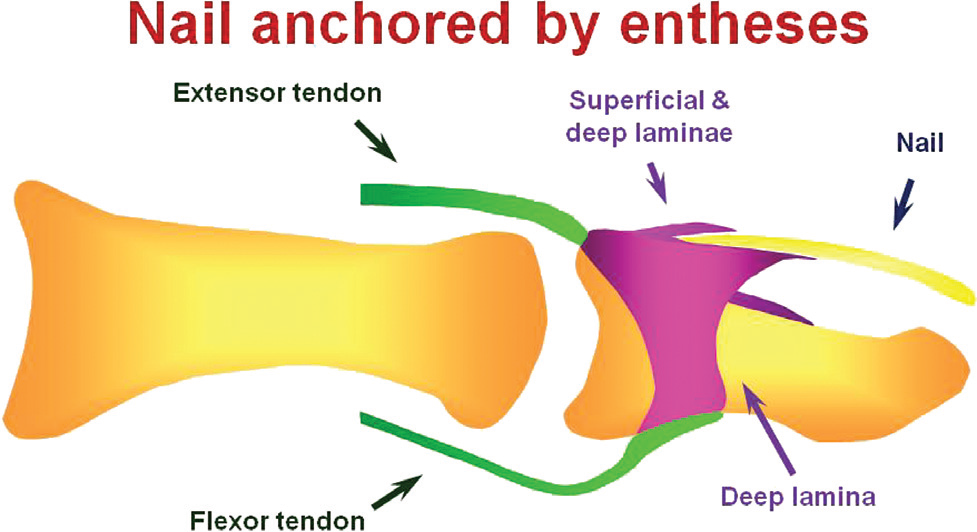 Nail anchored by entheses
Extensor tendon
Superficial &
deep laminae
Nail
Deep lamina
Flexor tendon